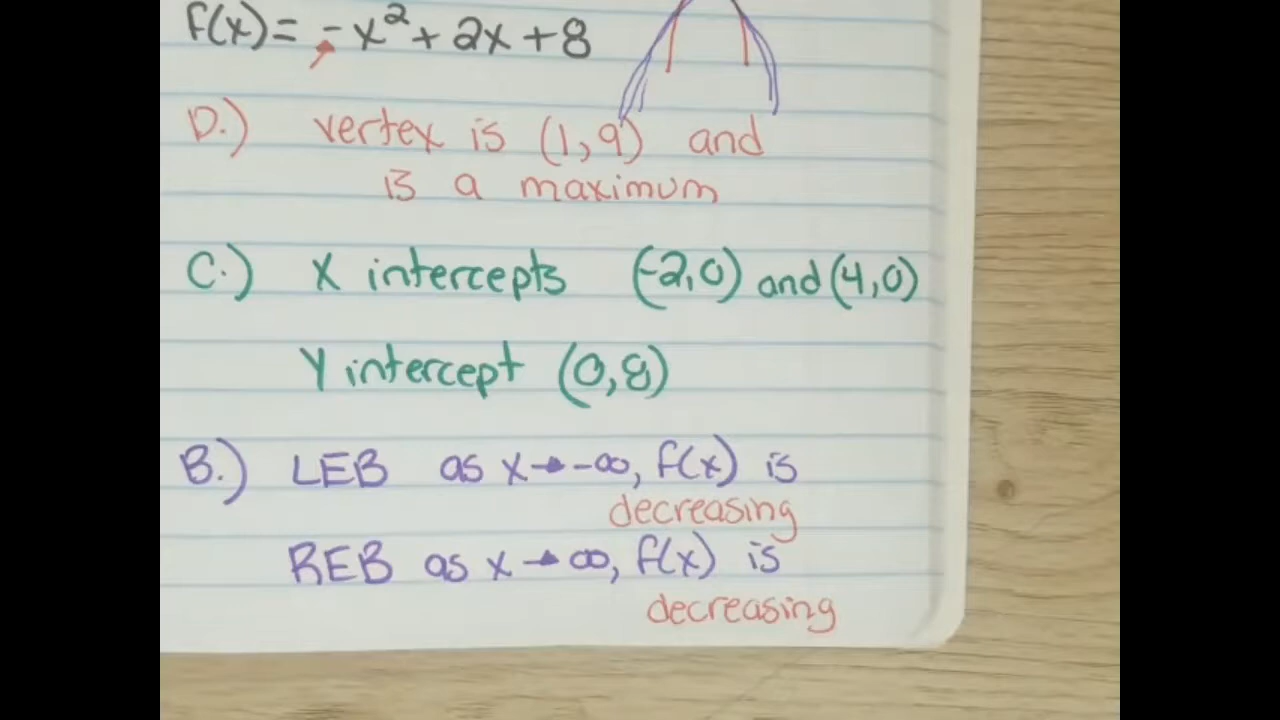 f(x) = -x² + 2x + 8
D.) vertex is (1,9) and
is a maximum
C.) X intercepts (-2,0) and (4,0)
Y intercept (0,8)
B.) LEB as x→-∞, f(x) is
decreasing
REB as x→∞, f(x) is
decreasing